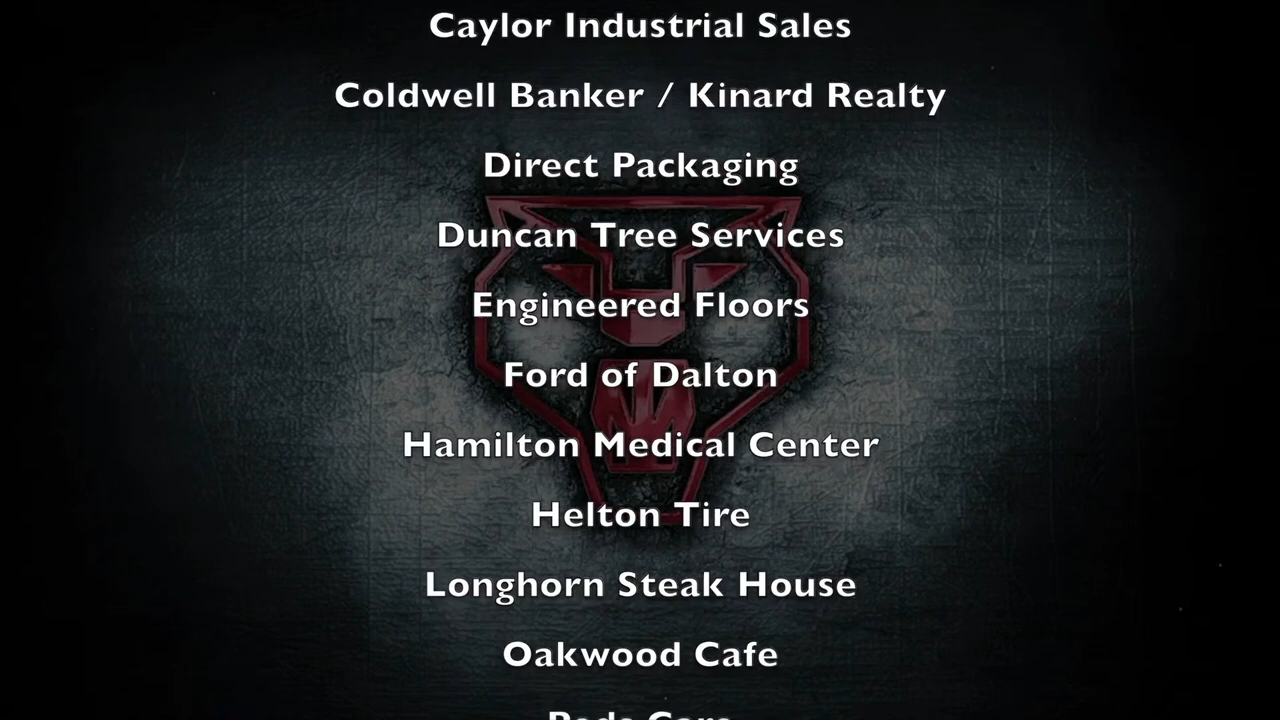 Caylor Industrial Sales
Coldwell Banker / Kinard Realty
Direct Packaging
Duncan Tree Services
Engineered Floors
Ford of Dalton
Hamilton Medical Center
Helton Tire
Longhorn Steak House
Oakwood Cafe